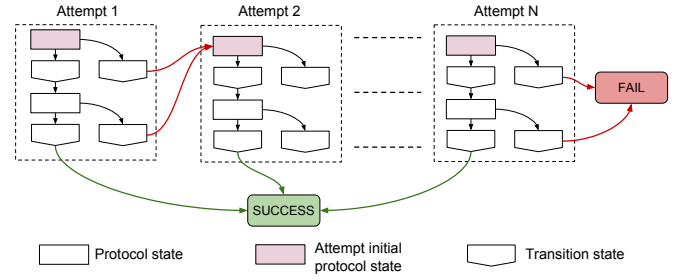 Attempt 1
Attempt 2
Attempt N
FAIL
SUCCESS
Protocol state
Attempt initial
protocol state
Transition state